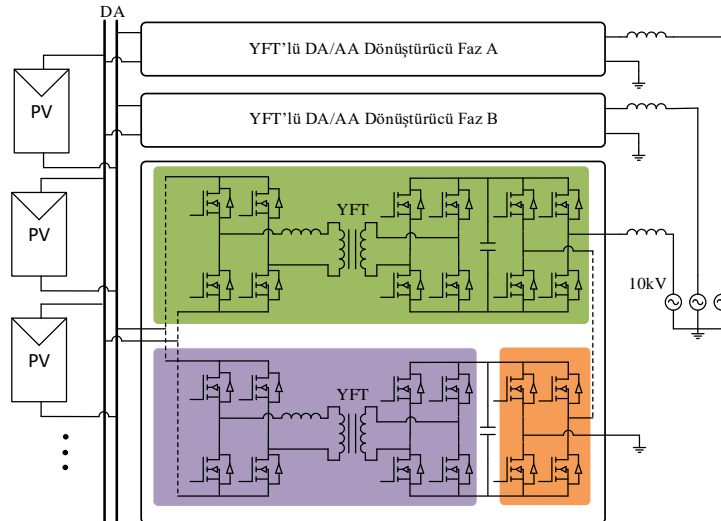 DA
YFT'lü DA/AA Dönüştürücü Faz A
PV
YFT'lü DA/AA Dönüştürücü Faz B
PV
YFT
10kV
PV
YFT